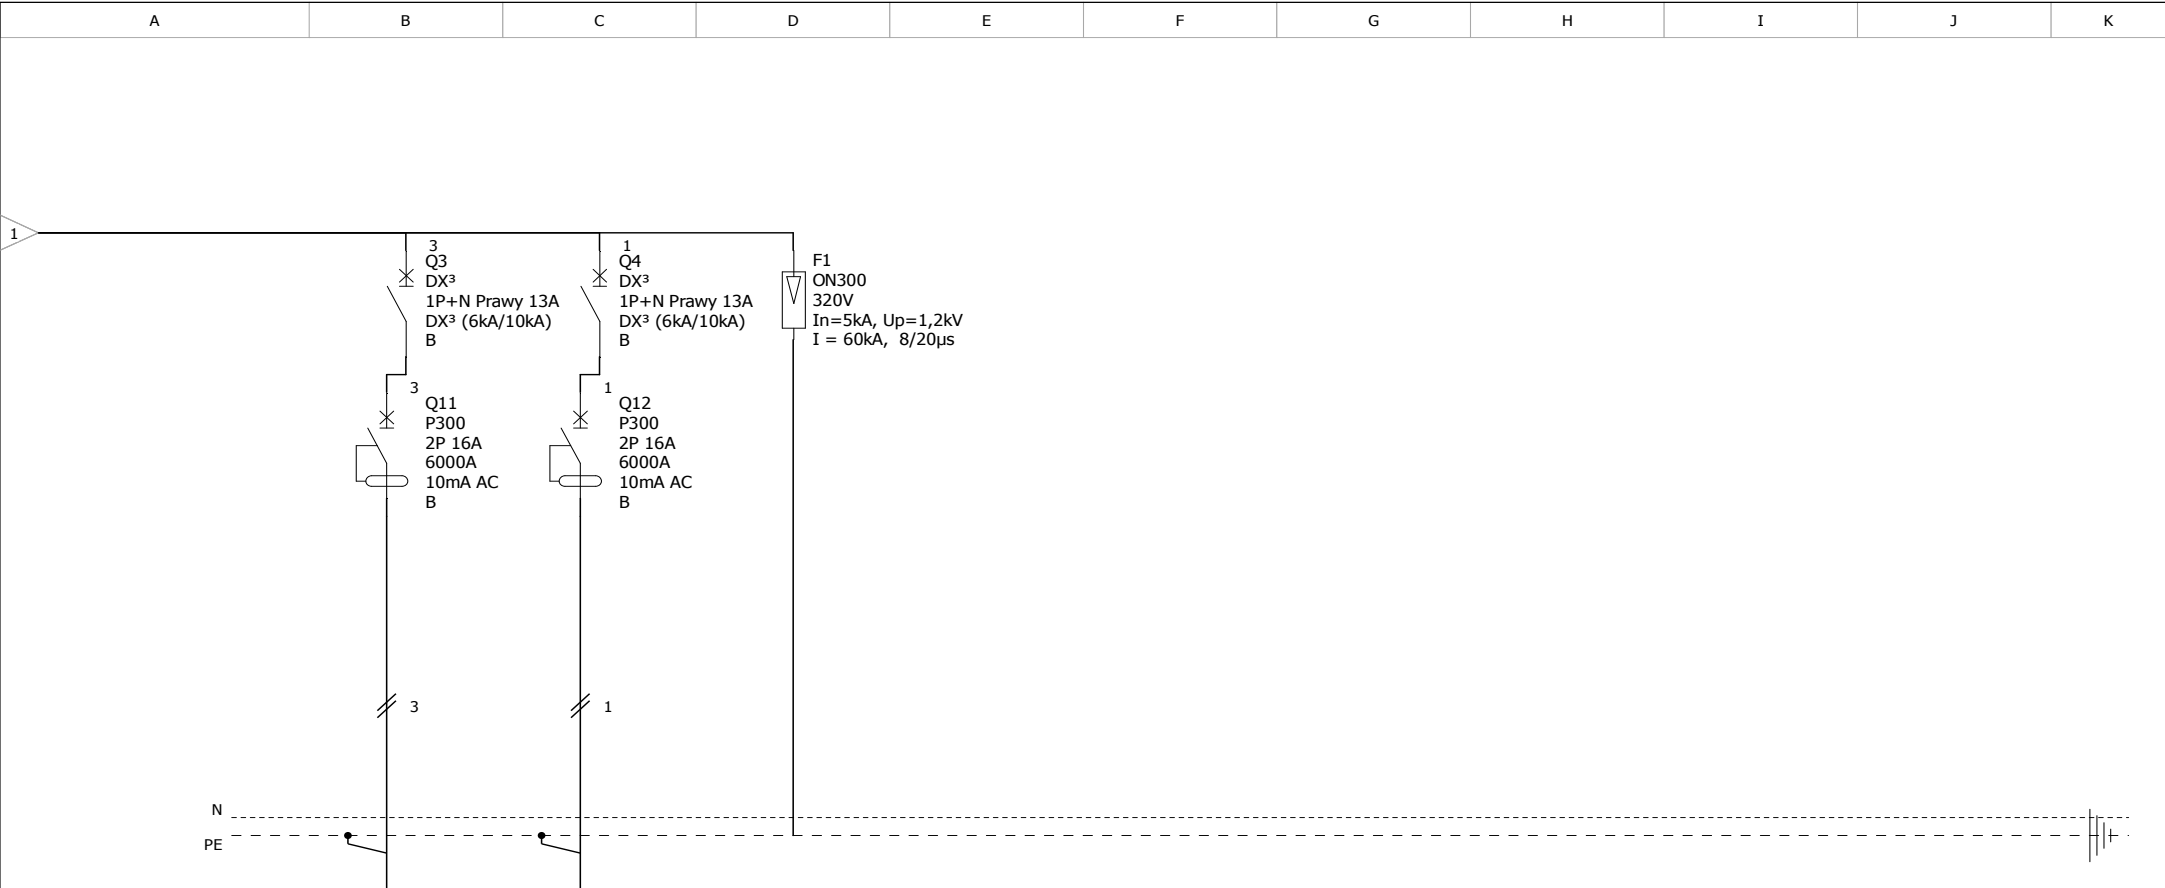 A B C D E F G H I J K
1
3
Q3
DX³
1P+N Prawy 13A
DX³ (6kA/10kA)
B
1
Q4
DX³
1P+N Prawy 13A
DX³ (6kA/10kA)
B
F1
ON300
320V
In=5kA, Up=1,2kV
I = 60kA, 8/20µs
3
Q11
P300
2P 16A
6000A
10mA AC
B
1
Q12
P300
2P 16A
6000A
10mA AC
B
3
1
N
PE